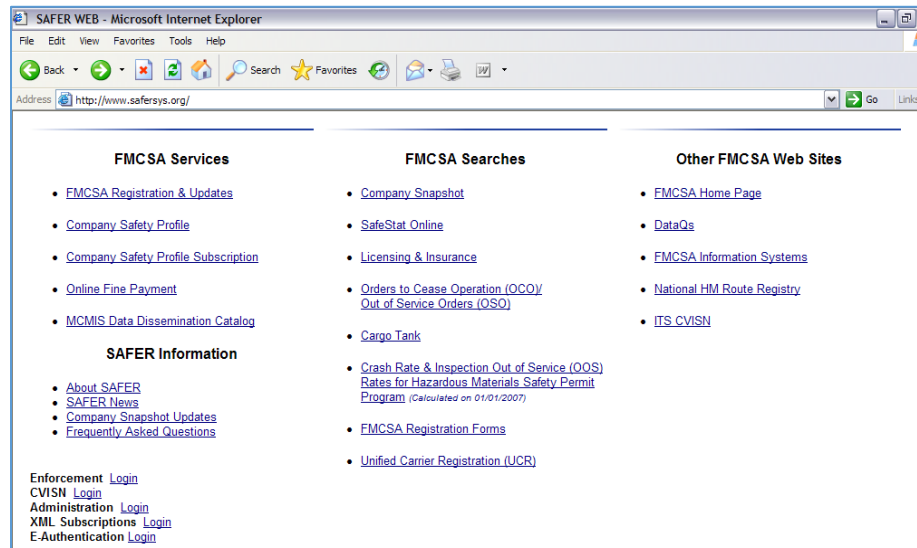 SAFER WEB - Microsoft Internet Explorer
File Edit View Favorites Tools Help
Back Search Favorites W
Address http://www.safersys.org/ Go Links
FMCSA Services
FMCSA Registration & Updates
Company Safety Profile
Company Safety Profile Subscription
Online Fine Payment
MCMIS Data Dissemination Catalog
SAFER Information
About SAFER
SAFER News
Company Snapshot Updates
Frequently Asked Questions
Enforcement Login
CVISN Login
Administration Login
XML Subscriptions Login
E-Authentication Login
FMCSA Searches
Company Snapshot
SafeStat Online
Licensing & Insurance
Orders to Cease Operation (OCO)/
Out of Service Orders (OSO)
Cargo Tank
Crash Rate & Inspection Out of Service (OOS)
Rates for Hazardous Materials Safety Permit
Program (Calculated on 01/01/2007)
FMCSA Registration Forms
Unified Carrier Registration (UCR)
Other FMCSA Web Sites
FMCSA Home Page
DataQs
FMCSA Information Systems
National HM Route Registry
ITS CVISN